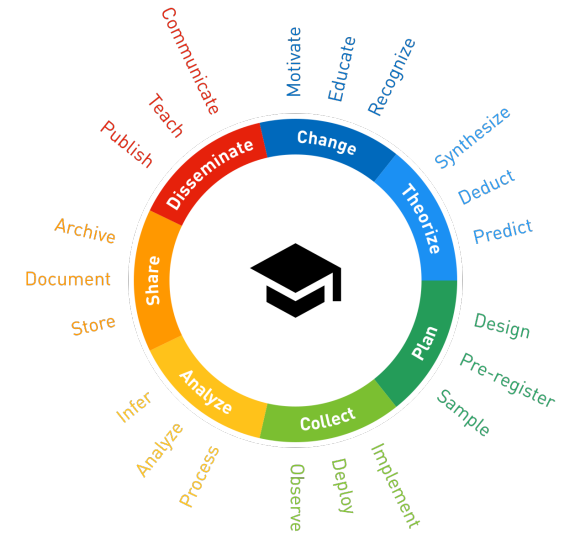 Change
Motivate
Educate
Recognize
Theorize
Synthesize
Deduct
Predict
Plan
Design
Pre-register
Sample
Collect
Implement
Deploy
Observe
Analyze
Process
Analyze
Infer
Share
Store
Document
Archive
Disseminate
Publish
Teach
Communicate